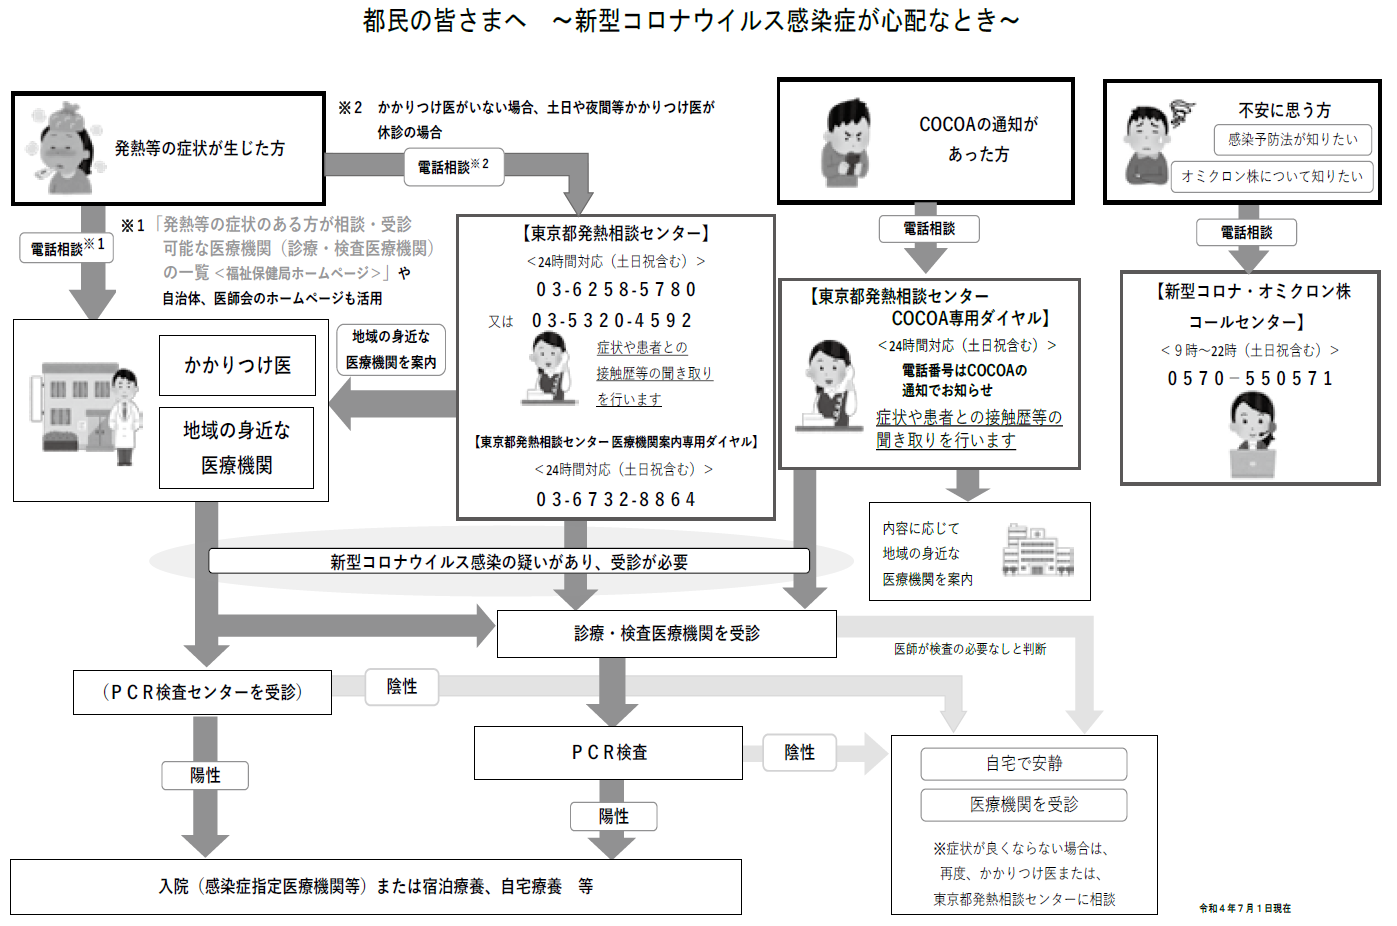 都民の皆さまへ　～新型コロナウイルス感染症が心配なとき～
発熱等の症状が生じた方
※２　かかりつけ医がいない場合、土日や夜間等かかりつけ医が
休診の場合
電話相談※2
COCOAの通知が
あった方
不安に思う方
感染予防法が知りたい
オミクロン株について知りたい
電話相談※1
※１「発熱等の症状のある方が相談・受診
可能な医療機関（診療・検査医療機関）
の一覧 <福祉保健局ホームページ>」や
自治体、医師会のホームページも活用
【東京都発熱相談センター】
<24時間対応（土日祝含む）>
０３-６２５８-５７８０
又は　０３-５３２０-４５９２
症状や患者との
接触歴等の聞き取り
を行います
【東京都発熱相談センター 医療機関案内専用ダイヤル】
<24時間対応（土日祝含む）>
０３-６７３２-８８６４
電話相談
【東京都発熱相談センター
COCOA専用ダイヤル】
<24時間対応（土日祝含む）>
電話番号はCOCOAの
通知でお知らせ
症状や患者との接触歴等の
聞き取りを行います
電話相談
【新型コロナ・オミクロン株
コールセンター】
<９時～22時（土日祝含む）>
０５７０－５５０５７１
かかりつけ医
地域の身近な
医療機関
地域の身近な
医療機関を案内
内容に応じて
地域の身近な
医療機関を案内
新型コロナウイルス感染の疑いがあり、受診が必要
診療・検査医療機関を受診
医師が検査の必要なしと判断
（ＰＣＲ検査センターを受診）
陰性
ＰＣＲ検査
陰性
陽性
陽性
自宅で安静
医療機関を受診
※症状が良くならない場合は、
再度、かかりつけ医または、
東京都発熱相談センターに相談
入院（感染症指定医療機関等）または宿泊療養、自宅療養　等
令和４年７月１日現在